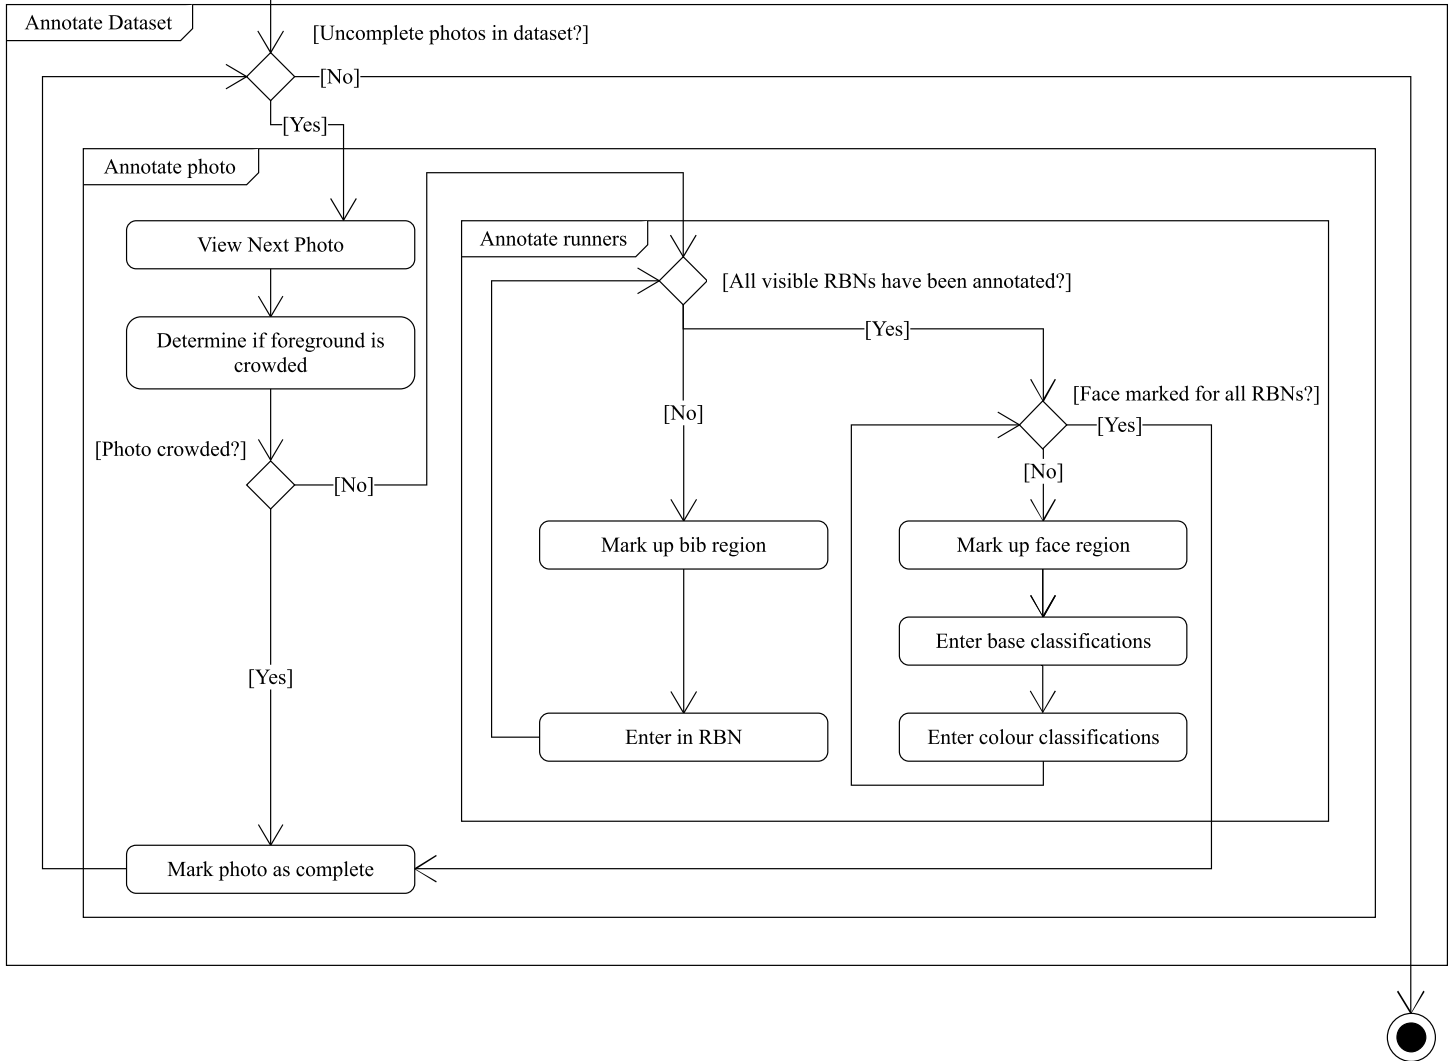 Annotate Dataset
[Uncomplete photos in dataset?]
[No]
[Yes]
Annotate photo
View Next Photo
Determine if foreground is
crowded
[Photo crowded?]
[No]
[Yes]
Mark photo as complete
Annotate runners
[All visible RBNs have been annotated?]
[Yes]
[No]
Mark up bib region
Enter in RBN
[Face marked for all RBNs?]
[Yes]
[No]
Mark up face region
Enter base classifications
Enter colour classifications